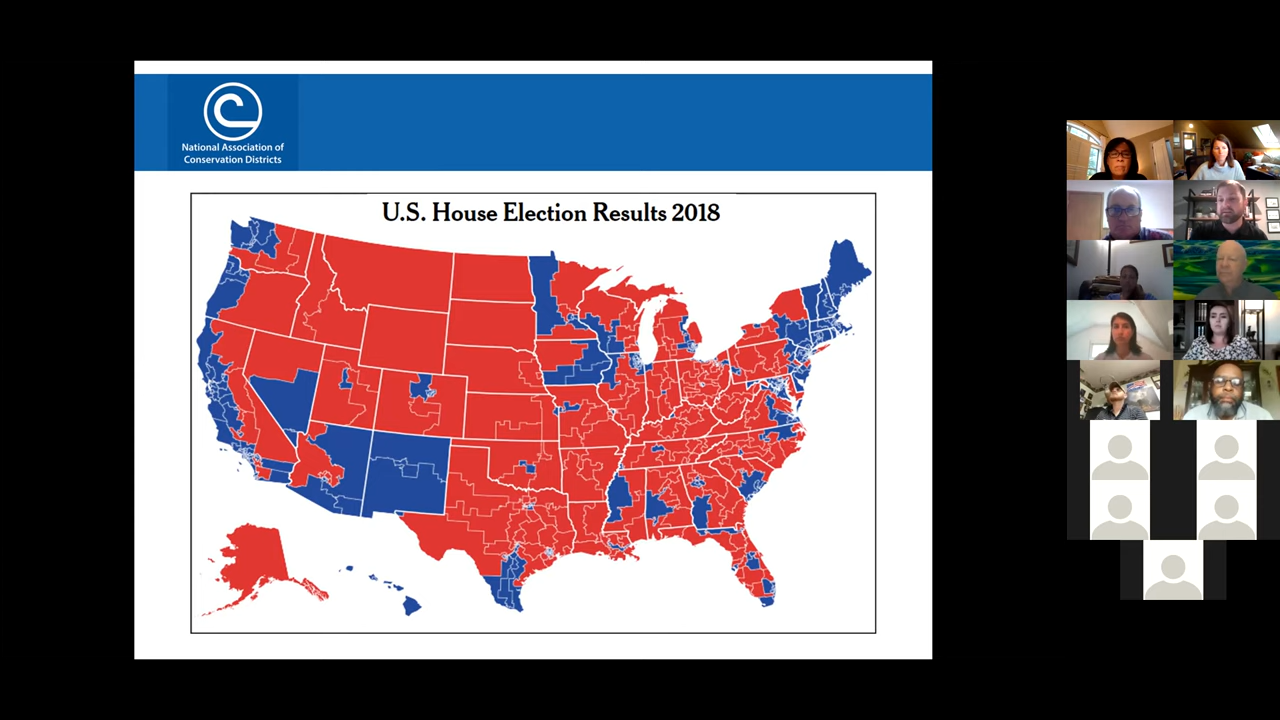 National Association of
Conservation Districts
U.S. House Election Results 2018